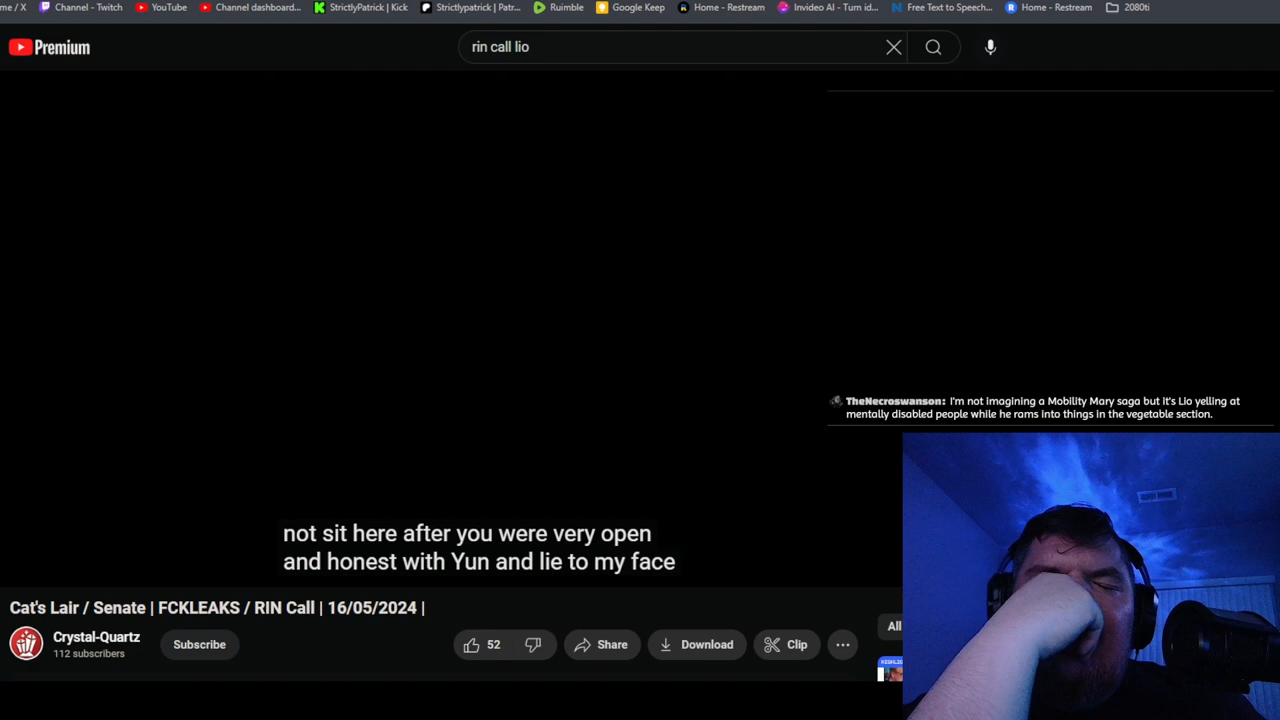 me / X Channel - Twitch YouTube Channel dashboard... StrictlyPatrick | Kick Strictlypatrick | Patr... Rumble Google Keep Home - Restream Invideo AI - Turn id... Free Text to Speech... Home - Restream 2080ti
Premium
rin call lio
TheNecroswanson: I'm not imagining a Mobility Mary saga but it's Lio yelling at
mentally disabled people while he rams into things in the vegetable section.
not sit here after you were very open
and honest with Yun and lie to my face
Cat's Lair / Senate | FCKLEAKS / RIN Call | 16/05/2024 |
Crystal-Quartz
112 subscribers
Subscribe
52
Share
Download
Clip
All